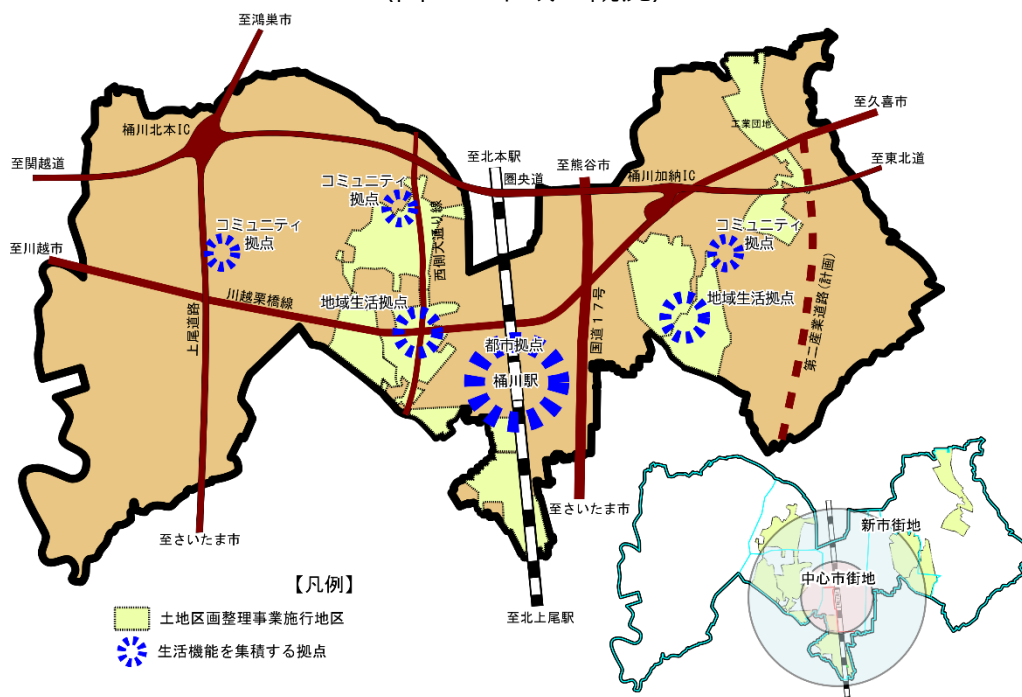 至鴻巣市
桶川北本IC
至関越道
至川越市
コミュニティ
拠点
コミュニティ
拠点
西側大通り線
至北本駅
圏央道
至熊谷市
桶川加納IC
工業団地
至久喜市
至東北道
コミュニティ
拠点
地域生活拠点
川越栗橋線
上尾道路
地域生活拠点
都市拠点
桶川駅
国道17号
第二産業道路(計画)
至さいたま市
至さいたま市
至北上尾駅
【凡例】
土地区画整理事業施行地区
生活機能を集積する拠点
新市街地
中心市街地